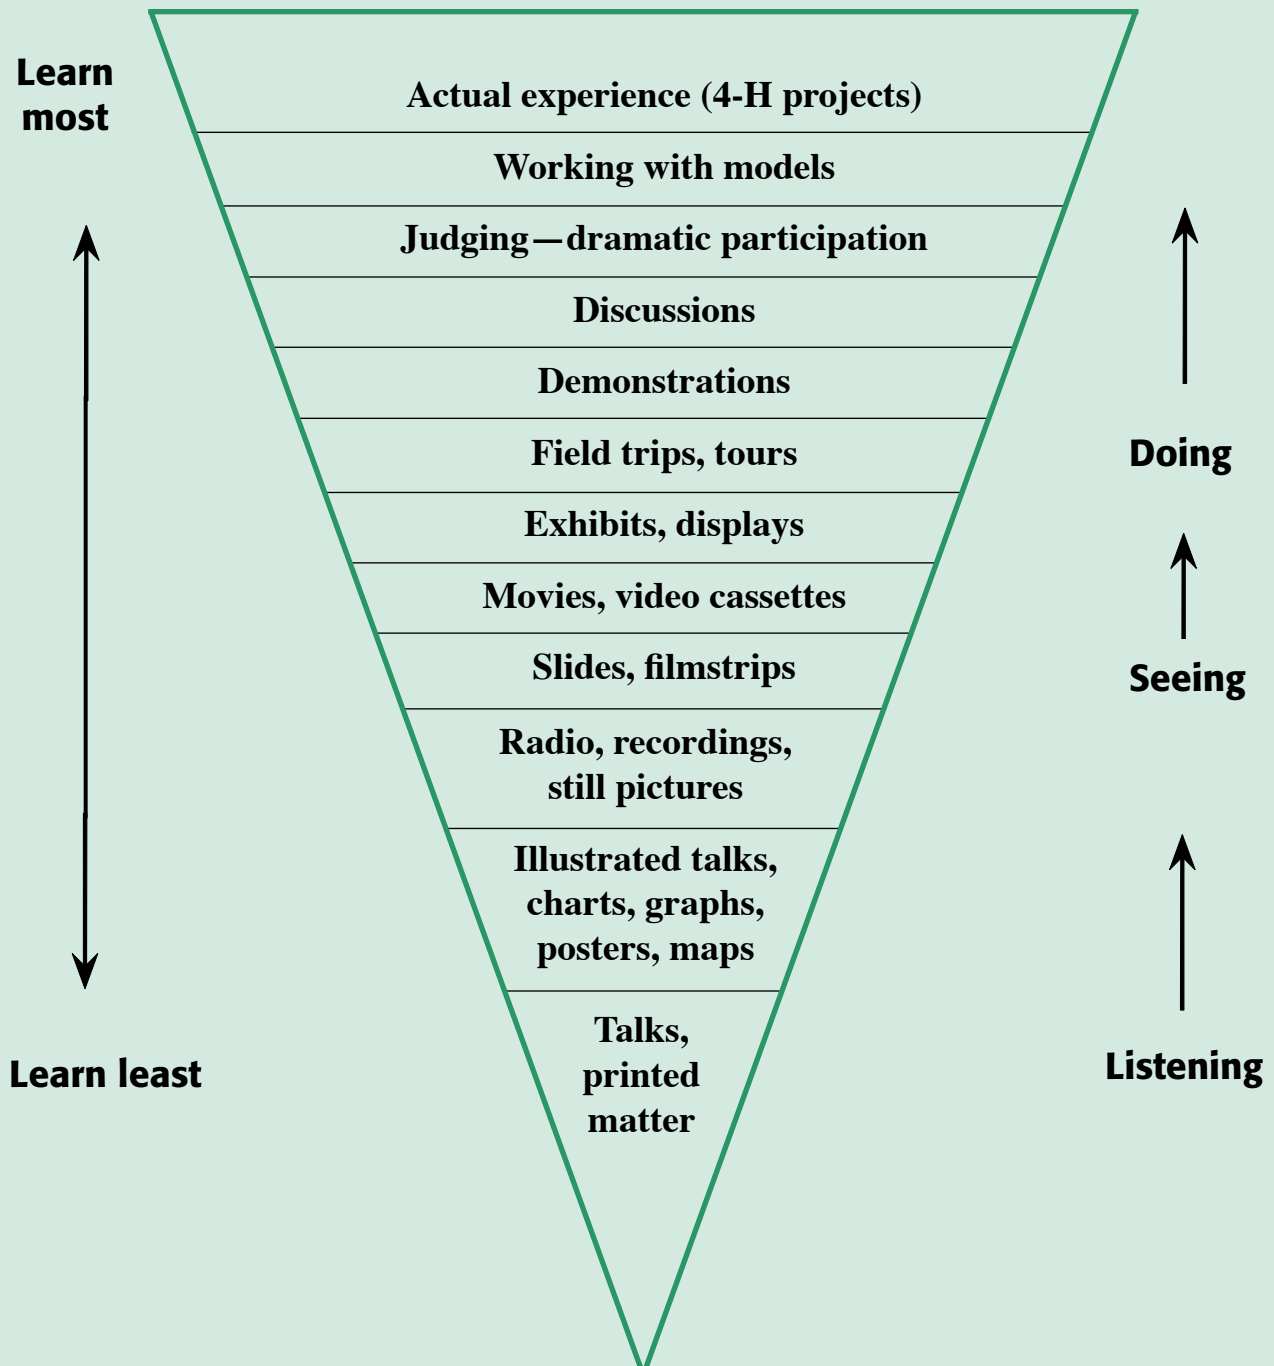 Learn
most
Actual experience (4-H projects)
Working with models
Judging—dramatic participation
Discussions
Demonstrations
Field trips, tours
Doing
Exhibits, displays
Movies, video cassettes
Slides, filmstrips
Seeing
Radio, recordings,
still pictures
Illustrated talks,
charts, graphs,
posters, maps
Talks,
printed
matter
Learn least
Listening